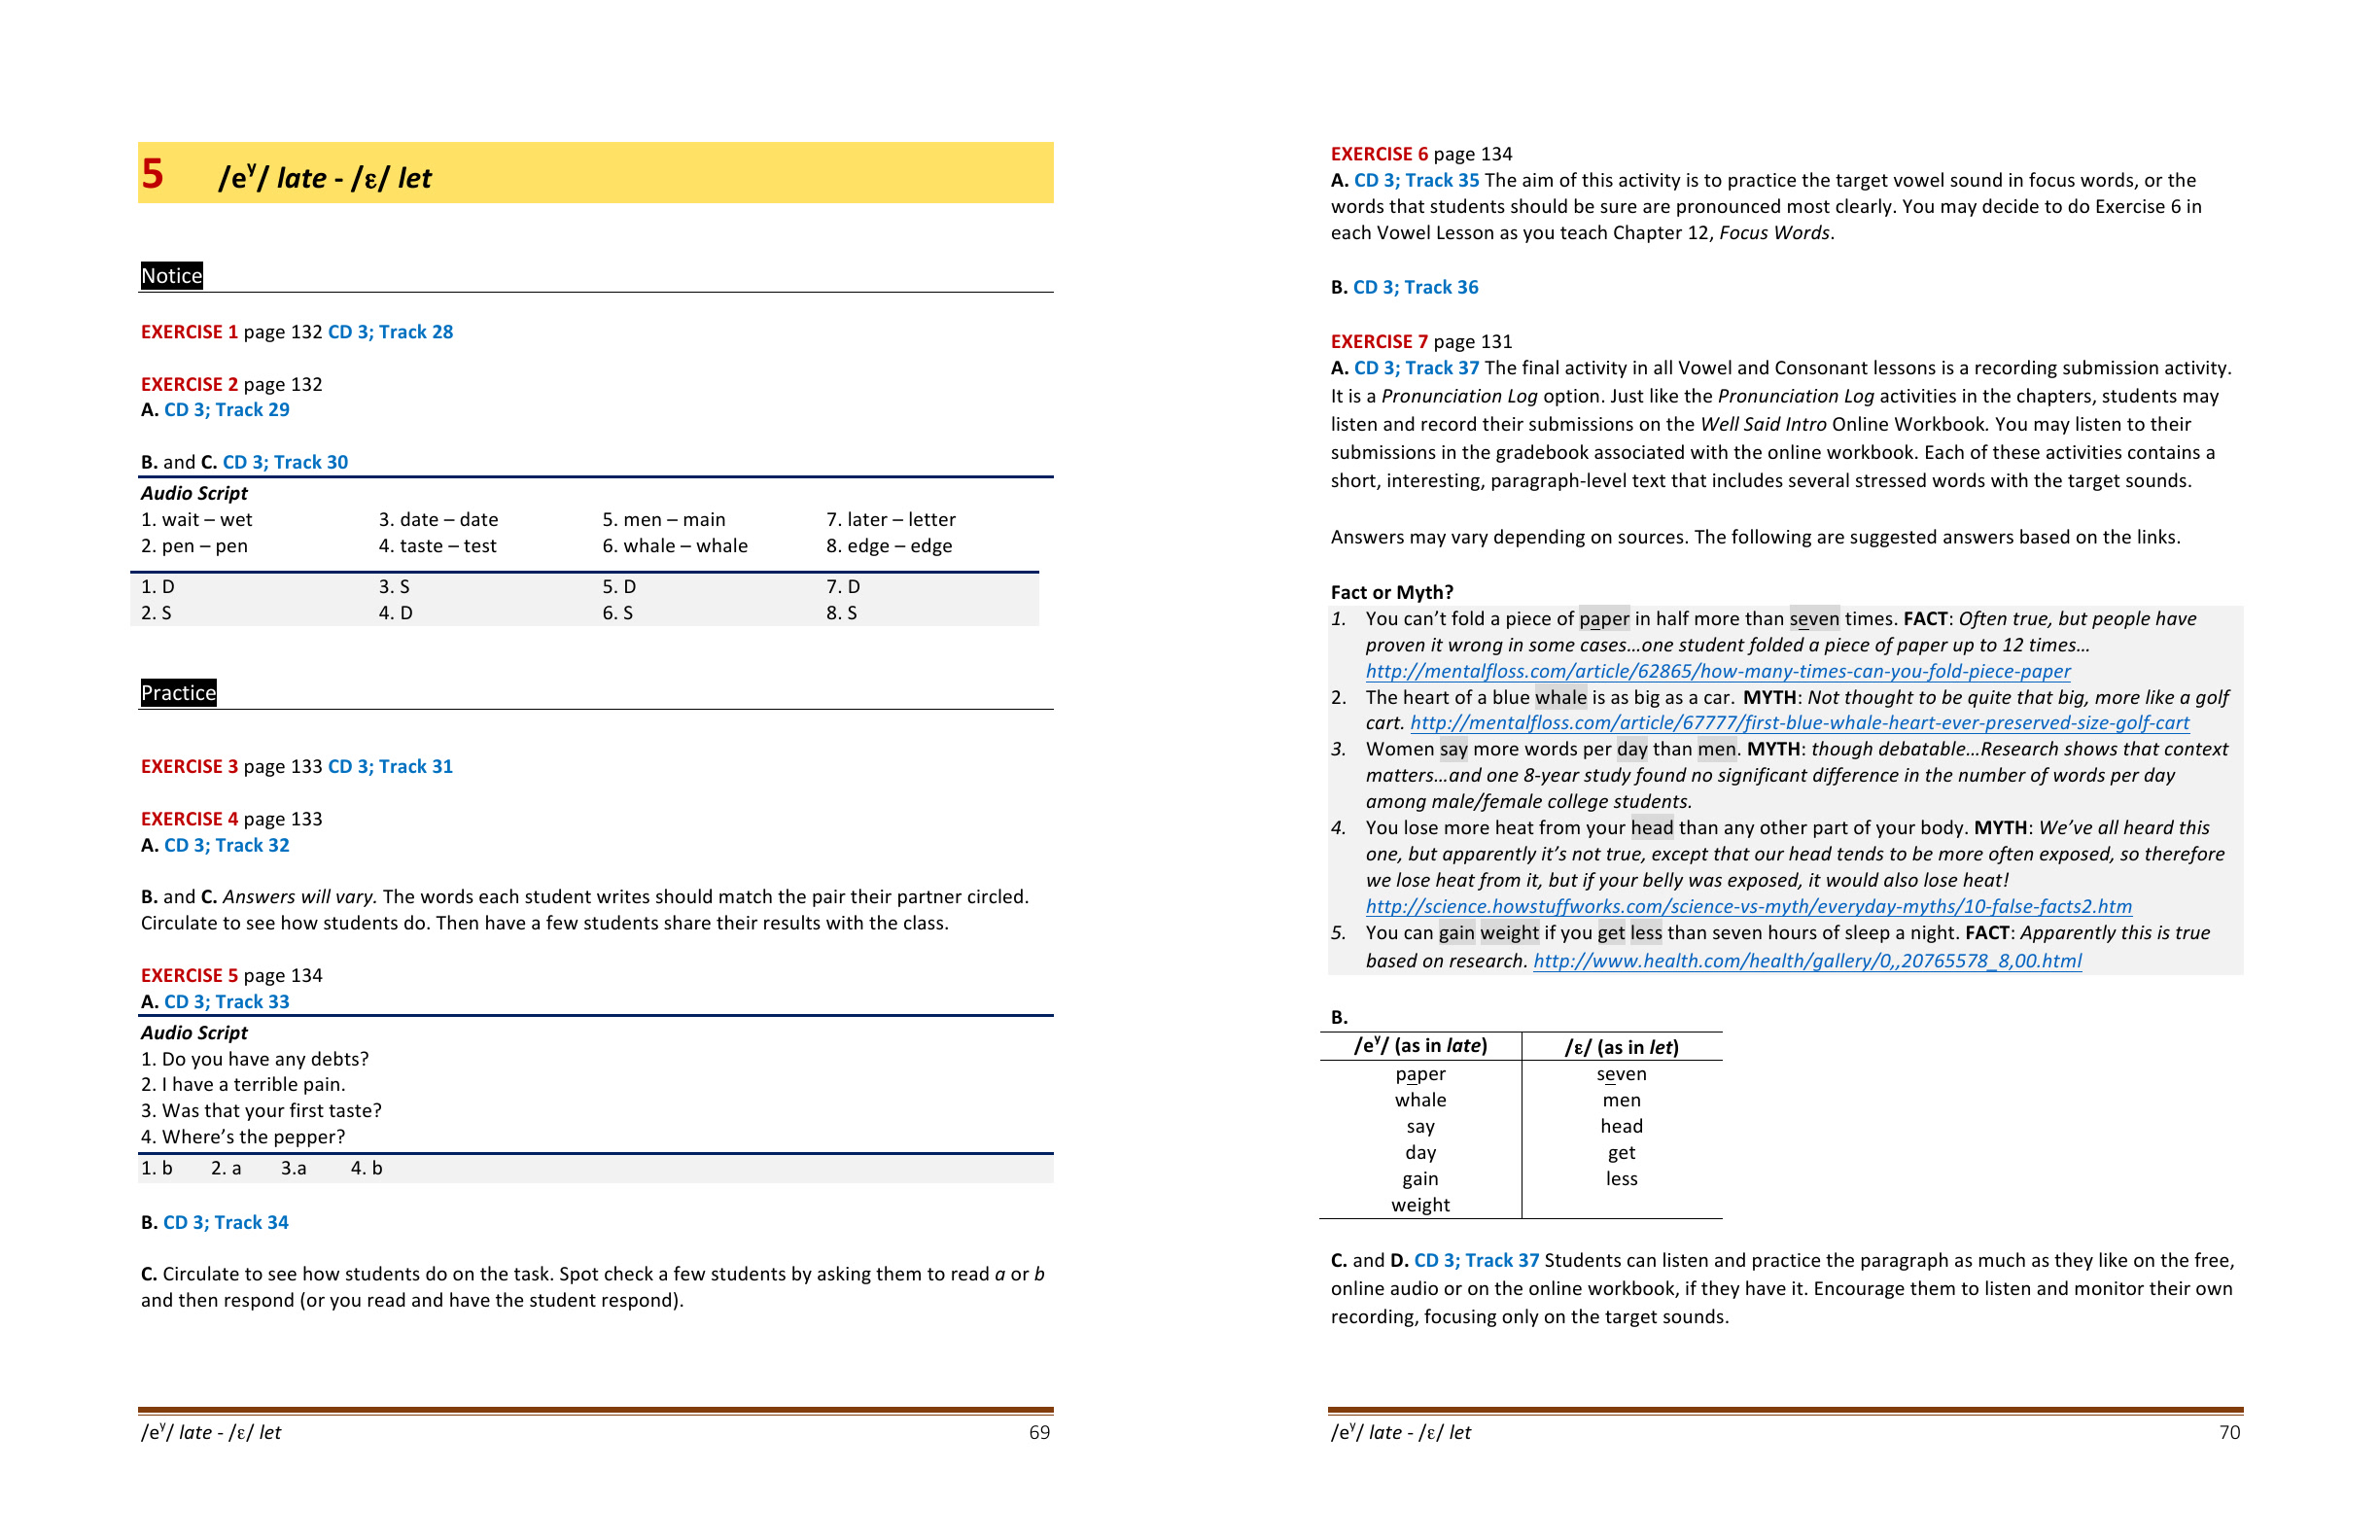 5 /eʸ/ late - /ɛ/ let
Notice
EXERCISE 1 page 132 CD 3; Track 28
EXERCISE 2 page 132
A. CD 3; Track 29
B. and C. CD 3; Track 30
Audio Script
1. wait – wet 3. date – date 5. men – main 7. later – letter
2. pen – pen 4. taste – test 6. whale – whale 8. edge – edge
1. D 3. S 5. D 7. D
2. S 4. D 6. S 8. S
Practice
EXERCISE 3 page 133 CD 3; Track 31
EXERCISE 4 page 133
A. CD 3; Track 32
B. and C. Answers will vary. The words each student writes should match the pair their partner circled.
Circulate to see how students do. Then have a few students share their results with the class.
EXERCISE 5 page 134
A. CD 3; Track 33
Audio Script
1. Do you have any debts?
2. I have a terrible pain.
3. Was that your first taste?
4. Where's the pepper?
1. b 2. a 3.a 4. b
B. CD 3; Track 34
C. Circulate to see how students do on the task. Spot check a few students by asking them to read a or b
and then respond (or you read and have the student respond).
/eʸ/ late - /ɛ/ let 69
EXERCISE 6 page 134
A. CD 3; Track 35 The aim of this activity is to practice the target vowel sound in focus words, or the
words that students should be sure are pronounced most clearly. You may decide to do Exercise 6 in
each Vowel Lesson as you teach Chapter 12, Focus Words.
B. CD 3; Track 36
EXERCISE 7 page 131
A. CD 3; Track 37 The final activity in all Vowel and Consonant lessons is a recording submission activity.
It is a Pronunciation Log option. Just like the Pronunciation Log activities in the chapters, students may
listen and record their submissions on the Well Said Intro Online Workbook. You may listen to their
submissions in the gradebook associated with the online workbook. Each of these activities contains a
short, interesting, paragraph-level text that includes several stressed words with the target sounds.
Answers may vary depending on sources. The following are suggested answers based on the links.
Fact or Myth?
1. You can't fold a piece of paper in half more than seven times. FACT: Often true, but people have
proven it wrong in some cases…one student folded a piece of paper up to 12 times…
http://mentalfloss.com/article/62865/how-many-times-can-you-fold-piece-paper
2. The heart of a blue whale is as big as a car. MYTH: Not thought to be quite that big, more like a golf
cart. http://mentalfloss.com/article/67777/first-blue-whale-heart-ever-preserved-size-golf-cart
3. Women say more words per day than men. MYTH: though debatable…Research shows that context
matters…and one 8-year study found no significant difference in the number of words per day
among male/female college students.
4. You lose more heat from your head than any other part of your body. MYTH: We've all heard this
one, but apparently it's not true, except that our head tends to be more often exposed, so therefore
we lose heat from it, but if your belly was exposed, it would also lose heat!
http://science.howstuffworks.com/science-vs-myth/everyday-myths/10-false-facts2.htm
5. You can gain weight if you get less than seven hours of sleep a night. FACT: Apparently this is true
based on research. http://www.health.com/health/gallery/0,,20765578_8,00.html
B.
/eʸ/ (as in late) /ɛ/ (as in let)
paper seven
whale men
say head
day get
gain less
weight
C. and D. CD 3; Track 37 Students can listen and practice the paragraph as much as they like on the free,
online audio or on the online workbook, if they have it. Encourage them to listen and monitor their own
recording, focusing only on the target sounds.
/eʸ/ late - /ɛ/ let 70